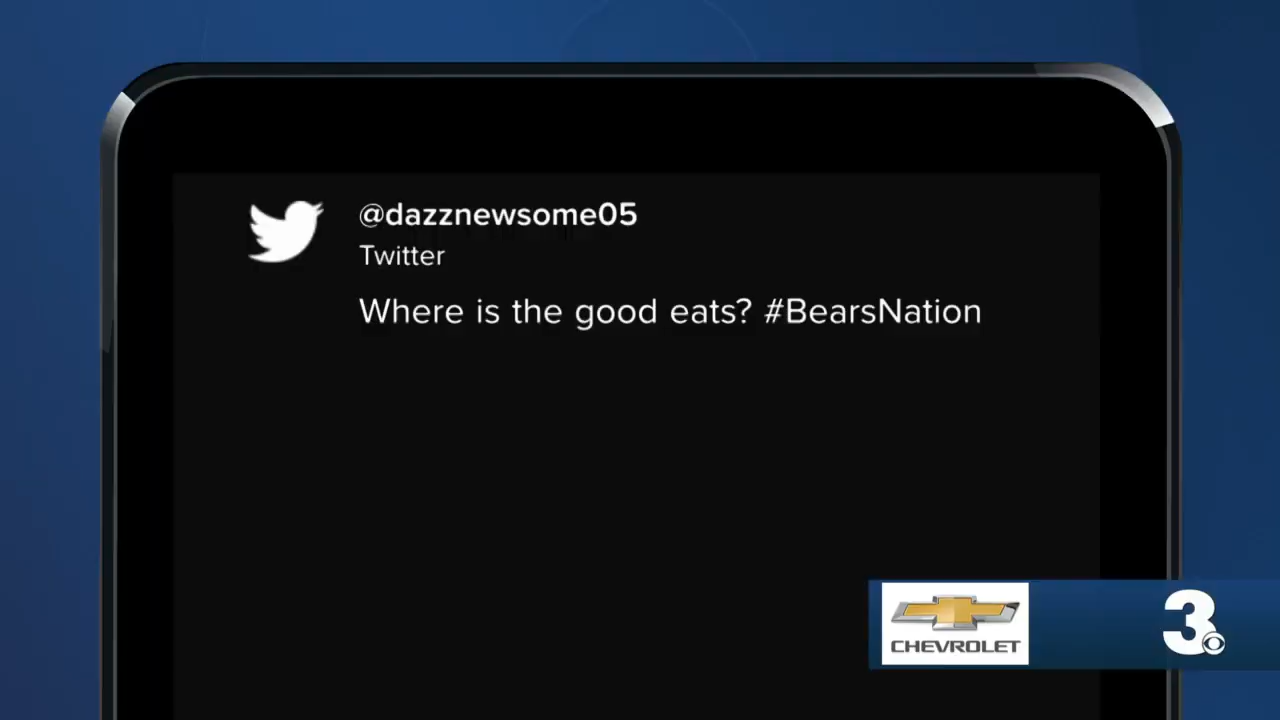 @dazznewsome05
Twitter
Where is the good eats? #BearsNation
CHEVROLET
3